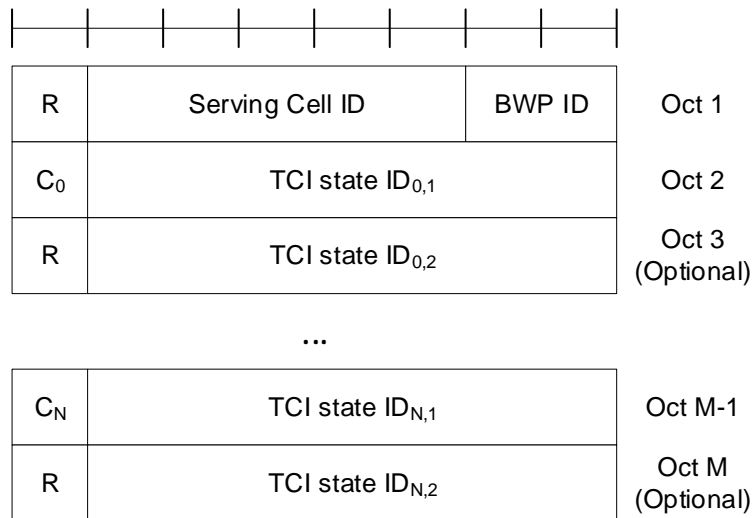 R Serving Cell ID BWP ID Oct 1
C0 TCI state ID0,1 Oct 2
R TCI state ID0,2 Oct 3
(Optional)
...
CN TCI state IDN,1 Oct M-1
R TCI state IDN,2 Oct M
(Optional)